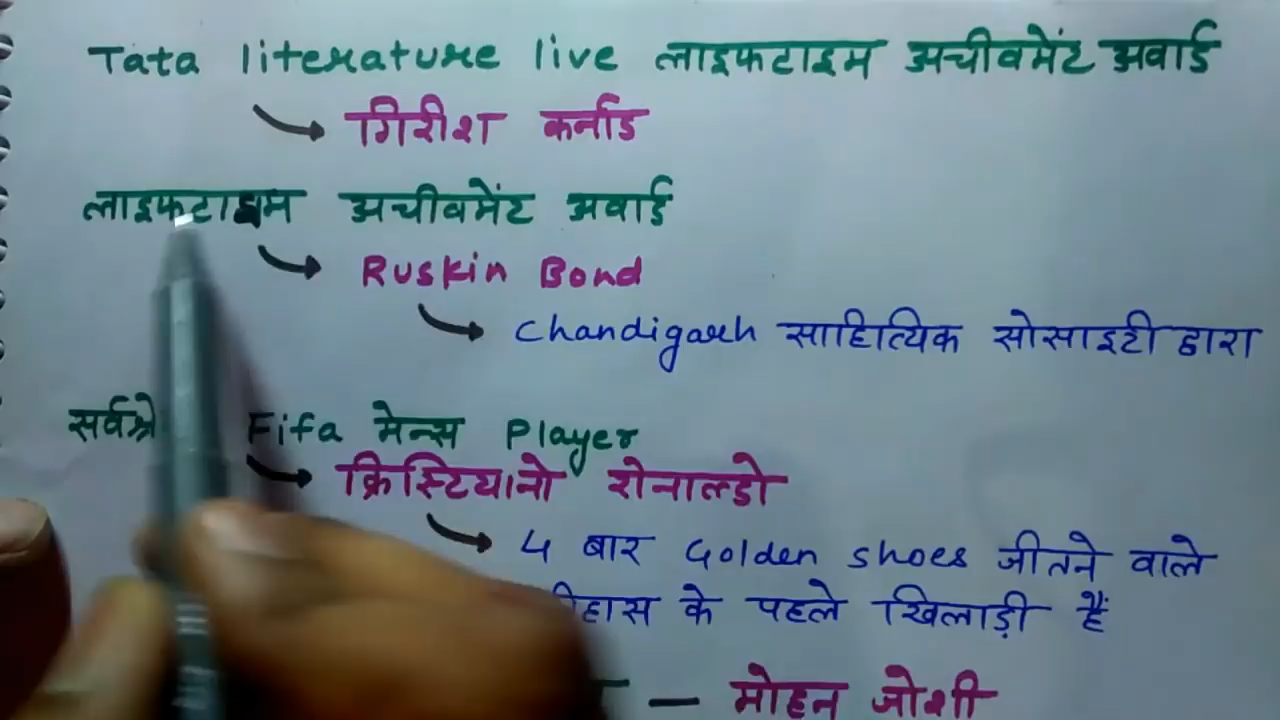 Tata literature live लाइफटाइम अचीवमेंट अवार्ड
गिरीश कर्नाड
लाइफटाइम अचीवमेंट अवार्ड
Ruskin Bond
Chandigarh साहित्यिक सोसाइटी द्वारा
Fifa मेन्स Player
क्रिस्टियानो रोनाल्डो
4 बार Golden shoes जीतने वाले
के पहले खिलाड़ी हैं
— मोहन जोशी